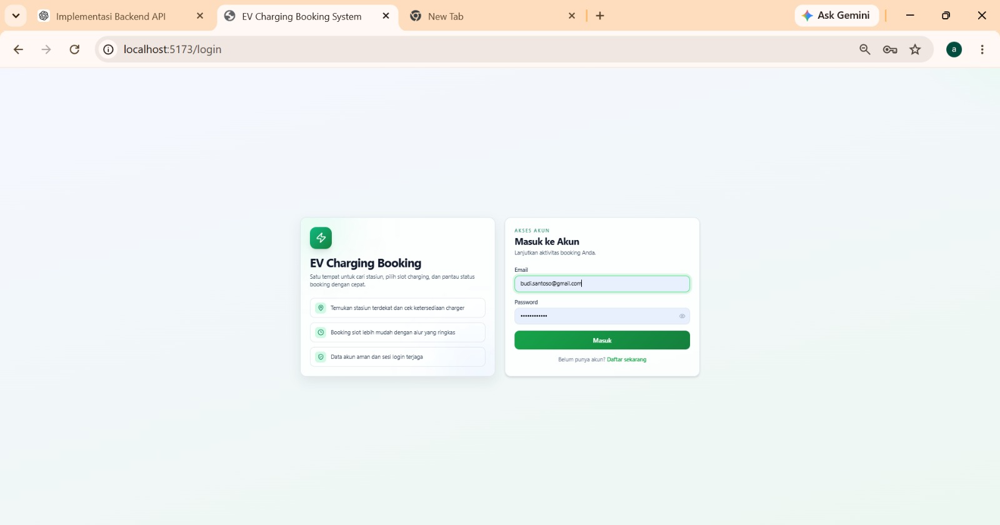 Implementasi Backend API
EV Charging Booking System
New Tab
Ask Gemini
localhost:5173/login
a
EV Charging Booking
Satu tempat untuk cari stasiun, pilih slot charging, dan pantau status
booking dengan cepat.
Temukan stasiun terdekat dan cek ketersediaan charger
Booking slot lebih mudah dengan alur yang ringkas
Data akun aman dan sesi login terjaga
AKSES AKUN
Masuk ke Akun
Lanjutkan aktivitas booking Anda.
Email
budi.santoso@gmail.com
Password
••••••••••••
Masuk
Belum punya akun? Daftar sekarang